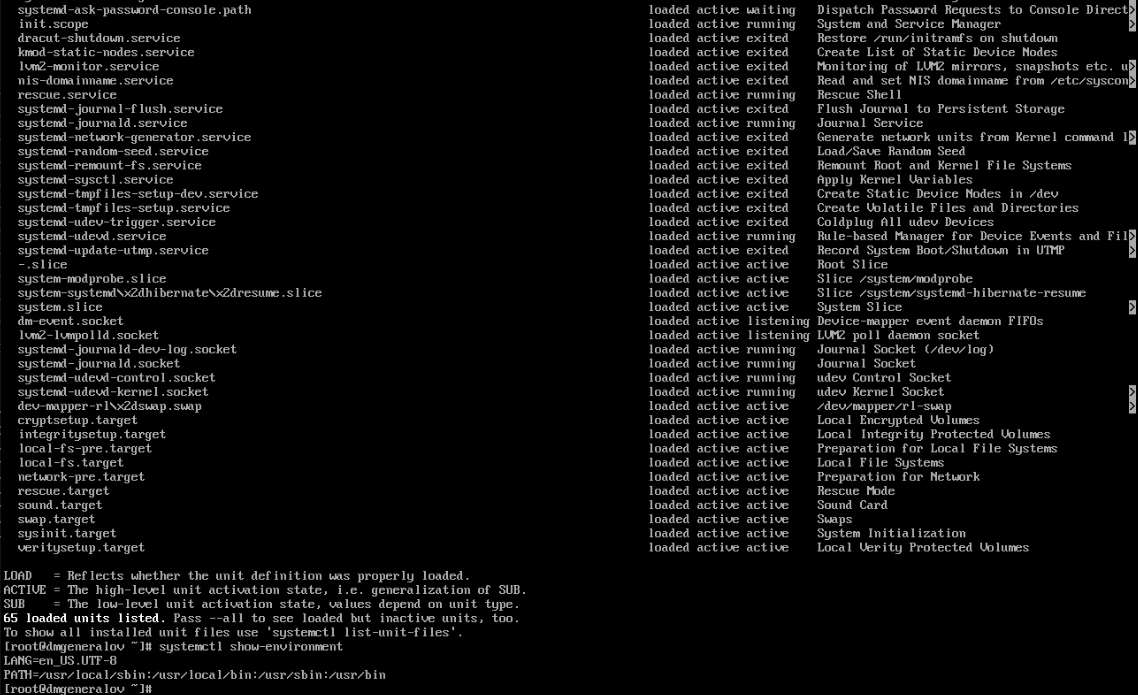 systemd-ask-password-console.path loaded active waiting Dispatch Password Requests to Console Direct>
init.scope loaded active running System and Service Manager >
dracut-shutdown.service loaded active exited Restore /run/initramfs on shutdown
kmod-static-nodes.service loaded active exited Create List of Static Device Nodes
lvm2-monitor.service loaded active exited Monitoring of LVM2 mirrors, snapshots etc. u>
nis-domainname.service loaded active exited Read and set NIS domainname from /etc/syscon>
rescue.service loaded active running Rescue Shell
systemd-journal-flush.service loaded active exited Flush Journal to Persistent Storage
systemd-journald.service loaded active running Journal Service
systemd-network-generator.service loaded active exited Generate network units from Kernel command l>
systemd-random-seed.service loaded active exited Load/Save Random Seed
systemd-remount-fs.service loaded active exited Remount Root and Kernel File Systems
systemd-sysctl.service loaded active exited Apply Kernel Variables
systemd-tmpfiles-setup-dev.service loaded active exited Create Static Device Nodes in /dev
systemd-tmpfiles-setup.service loaded active exited Create Volatile Files and Directories
systemd-udev-trigger.service loaded active exited Coldplug All udev Devices
systemd-udevd.service loaded active running Rule-based Manager for Device Events and Fil>
systemd-update-utmp.service loaded active exited Record System Boot/Shutdown in UTMP >
-.slice loaded active active Root Slice
system-modprobe.slice loaded active active Slice /system/modprobe
system-systemd\x2dhibernate\x2dresume.slice loaded active active Slice /system/systemd-hibernate-resume
system.slice loaded active active System Slice >
dm-event.socket loaded active listening Device-mapper event daemon FIFOs
lvm2-lvmpolld.socket loaded active listening LVM2 poll daemon socket
systemd-journald-dev-log.socket loaded active running Journal Socket (/dev/log)
systemd-journald.socket loaded active running Journal Socket
systemd-udevd-control.socket loaded active running udev Control Socket
systemd-udevd-kernel.socket loaded active running udev Kernel Socket >
dev-mapper-rl\x2dswap.swap loaded active active /dev/mapper/rl-swap >
cryptsetup.target loaded active active Local Encrypted Volumes
integritysetup.target loaded active active Local Integrity Protected Volumes
local-fs-pre.target loaded active active Preparation for Local File Systems
local-fs.target loaded active active Local File Systems
network-pre.target loaded active active Preparation for Network
rescue.target loaded active active Rescue Mode
sound.target loaded active active Sound Card
swap.target loaded active active Swaps
sysinit.target loaded active active System Initialization
veritysetup.target loaded active active Local Verity Protected Volumes
LOAD = Reflects whether the unit definition was properly loaded.
ACTIVE = The high-level unit activation state, i.e. generalization of SUB.
SUB = The low-level unit activation state, values depend on unit type.
65 loaded units listed. Pass --all to see loaded but inactive units, too.
To show all installed unit files use 'systemctl list-unit-files'.
[root@dmgeneralov ~]# systemctl show-environment
LANG=en_US.UTF-8
PATH=/usr/local/sbin:/usr/local/bin:/usr/sbin:/usr/bin
[root@dmgeneralov ~]#